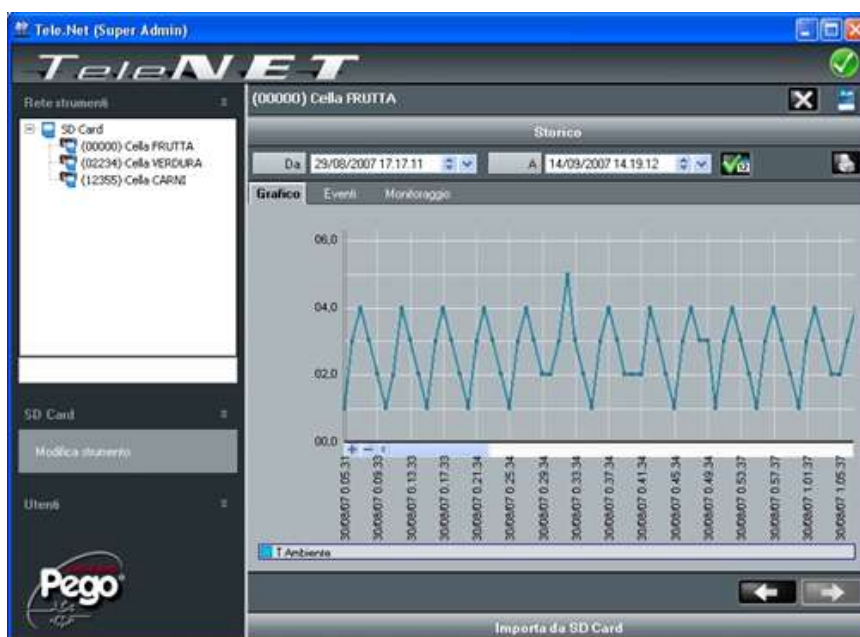 Tele.Net (Super Admin)
TeleNET
Rete strumenti
SD Card
(00000) Cella FRUTTA
(02234) Cella VERDURA
(12355) Cella CARNI
SD Card
Modifica strumento
Utenti
Pego
(00000) Cella FRUTTA
Storico
Da 29/08/2007 17.17.11 A 14/09/2007 14.19.12
Grafico Eventi Monitoraggio
06,0
04,0
02,0
00,0
30/08/07 0.05.31
30/08/07 0.09.33
30/08/07 0.13.33
30/08/07 0.17.33
30/08/07 0.21.34
30/08/07 0.25.34
30/08/07 0.29.34
30/08/07 0.33.34
30/08/07 0.37.34
30/08/07 0.41.34
30/08/07 0.45.34
30/08/07 0.49.34
30/08/07 0.53.37
30/08/07 0.57.37
30/08/07 1.01.37
30/08/07 1.05.37
T Ambiente
Importa da SD Card